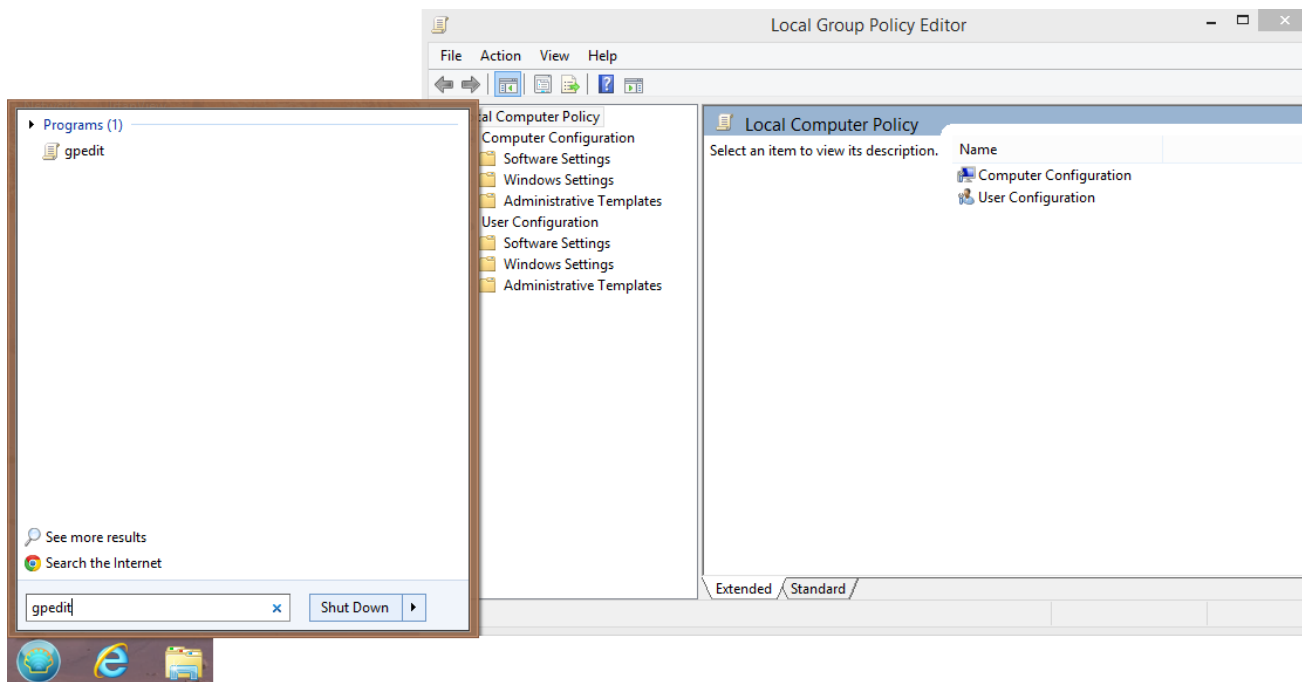 Local Group Policy Editor
File Action View Help
Programs (1)
gpedit
See more results
Search the Internet
gpedit
Shut Down
cal Computer Policy
Computer Configuration
Software Settings
Windows Settings
Administrative Templates
User Configuration
Software Settings
Windows Settings
Administrative Templates
Local Computer Policy
Select an item to view its description.
Name
Computer Configuration
User Configuration
Extended Standard